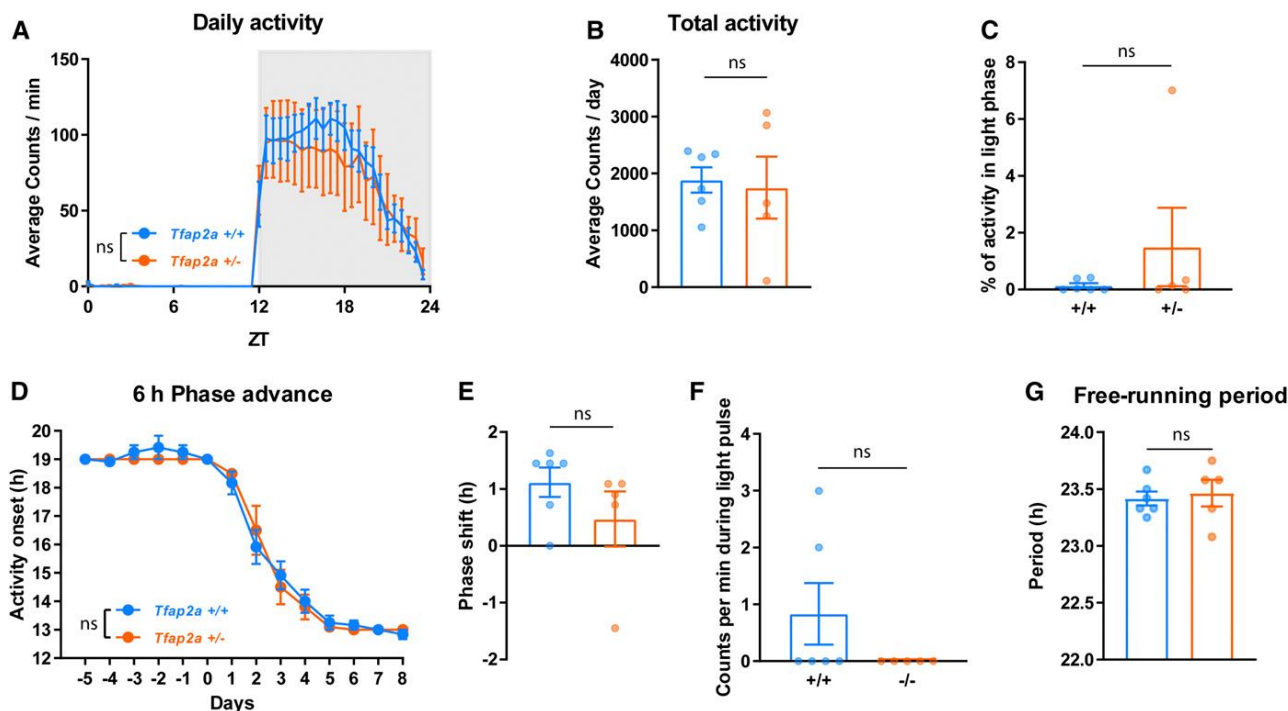 A
Daily activity
Average Counts / min
150
100
50
0
ns
Tfap2a +/+
Tfap2a +/-
0 6 12 18 24
ZT
B
Total activity
ns
Average Counts / day
4000
3000
2000
1000
0
C
ns
% of activity in light phase
8
6
4
2
0
+/+ +/-
D
6 h Phase advance
Activity onset (h)
20
19
18
17
16
15
14
13
12
ns
Tfap2a +/+
Tfap2a +/-
-5 -4 -3 -2 -1 0 1 2 3 4 5 6 7 8
Days
E
ns
Phase shift (h)
2
1
0
-1
-2
F
ns
Counts per min during light pulse
4
3
2
1
0
+/+ -/-
G
Free-running period
ns
Period (h)
24.0
23.5
23.0
22.5
22.0